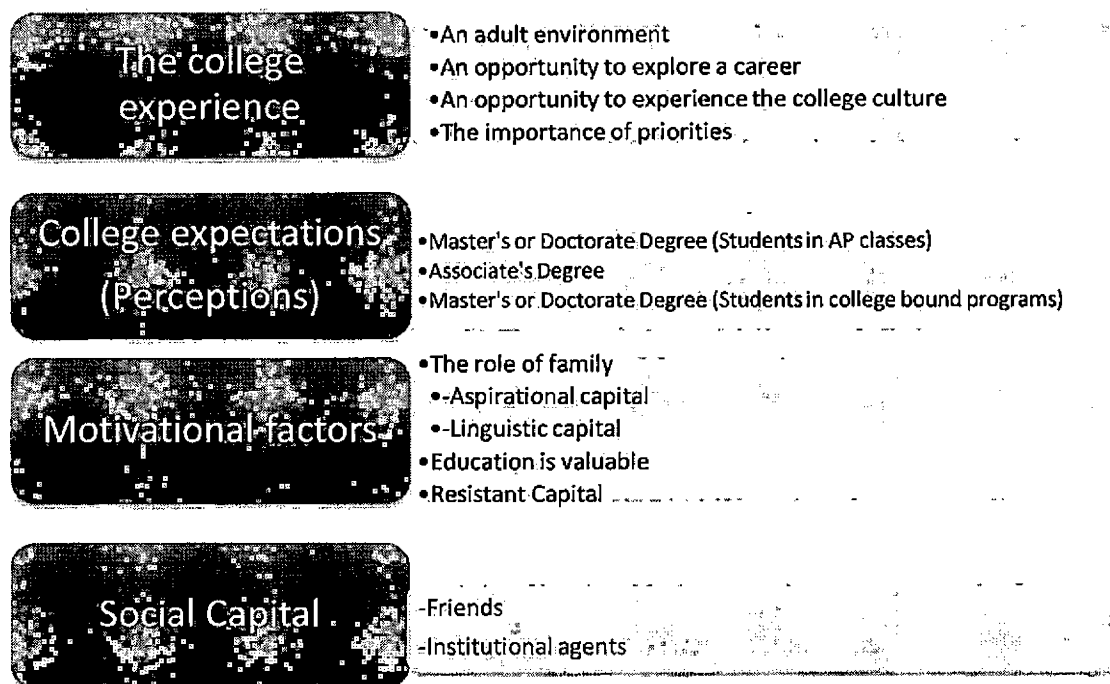 The college
experience
•An adult environment
•An opportunity to explore a career
•An opportunity to experience the college culture
•The importance of priorities
College expectations
(Perceptions)
•Master's or Doctorate Degree (Students in AP classes)
•Associate's Degree
•Master's or Doctorate Degree (Students in college bound programs)
Motivational factors
•The role of family
•-Aspirational capital
•-Linguistic capital
•Education is valuable
•Resistant Capital
Social Capital
-Friends
-Institutional agents